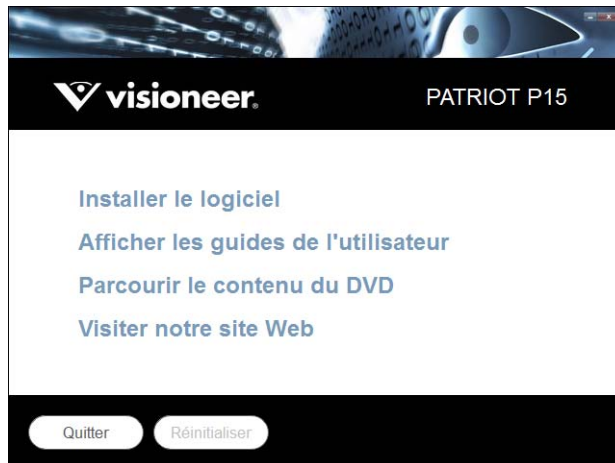 visioneer®
PATRIOT P15
Installer le logiciel
Afficher les guides de l'utilisateur
Parcourir le contenu du DVD
Visiter notre site Web
Quitter
Réinitialiser